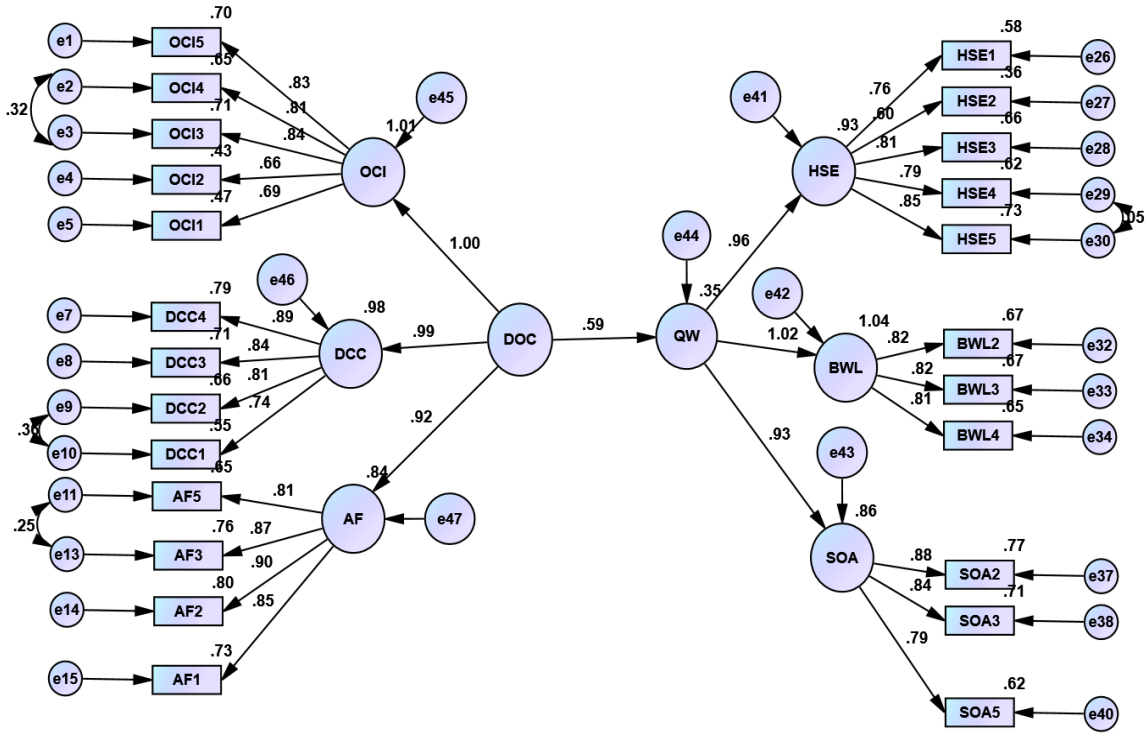 .70
e1 OCI5
.65
e2 OCI4 .83 e45
.32 .71 .81 1.01
e3 OCI3 .84
.43 OCI
e4 OCI2 .66
.47 .69
e5 OCI1
1.00
e46
.79 .98
e7 DCC4 .89
.71 DCC .99 DOC .59
e8 DCC3 .84
.66 .81
e9 DCC2 .74
.36 .55
e10 DCC1 .92
.65
e11 AF5 .81 .84
.25 .76 .87 AF e47
e13 AF3
.80 .90
e14 AF2 .85
.73
e15 AF1
.58
HSE1 e26
e41 .76 .36
.93 .60 HSE2 e27
.66
.81 HSE3 e28
HSE .79 .62
HSE4 e29
.85 .73 .05
HSE5 e30
e44 .96
.35 e42
QW 1.02 1.04 .82 .67
BWL2 e32
BWL .82 .67
BWL3 e33
.81 .65
BWL4 e34
.93 e43
.86
SOA .88 .77
SOA2 e37
.84 .71
SOA3 e38
.79
.62
SOA5 e40